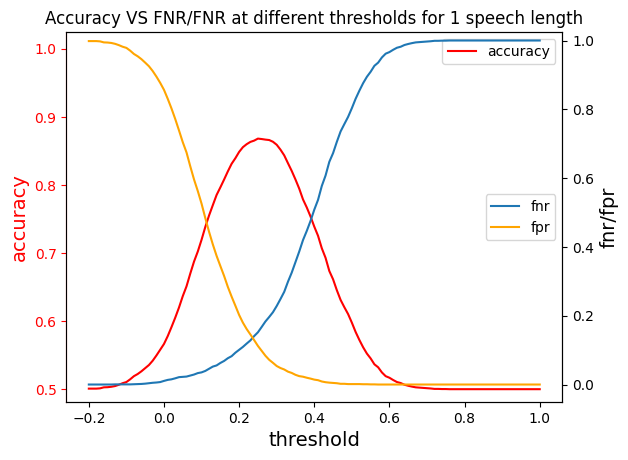 Accuracy VS FNR/FNR at different thresholds for 1 speech length
accuracy
1.0
0.9
0.8
0.7
0.6
0.5
accuracy
fnr
fpr
1.0
0.8
0.6
0.4
0.2
0.0
fnr/fpr
−0.2 0.0 0.2 0.4 0.6 0.8 1.0
threshold